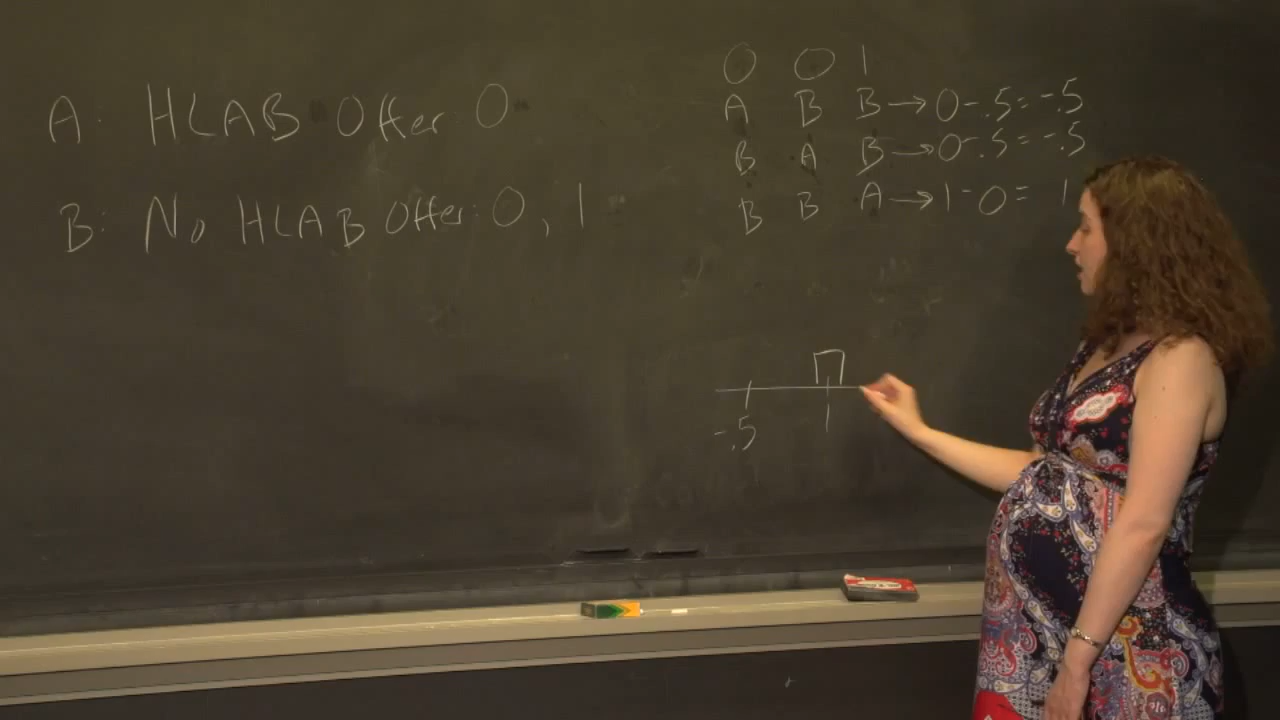 A: HLAB Offer: 0
B: No HLAB Offer: 0, 1
0 0 1
A B B → 0-.5 = -.5
B A B → 0-.5 = -.5
B B A → 1-0 = 1
-.5 1